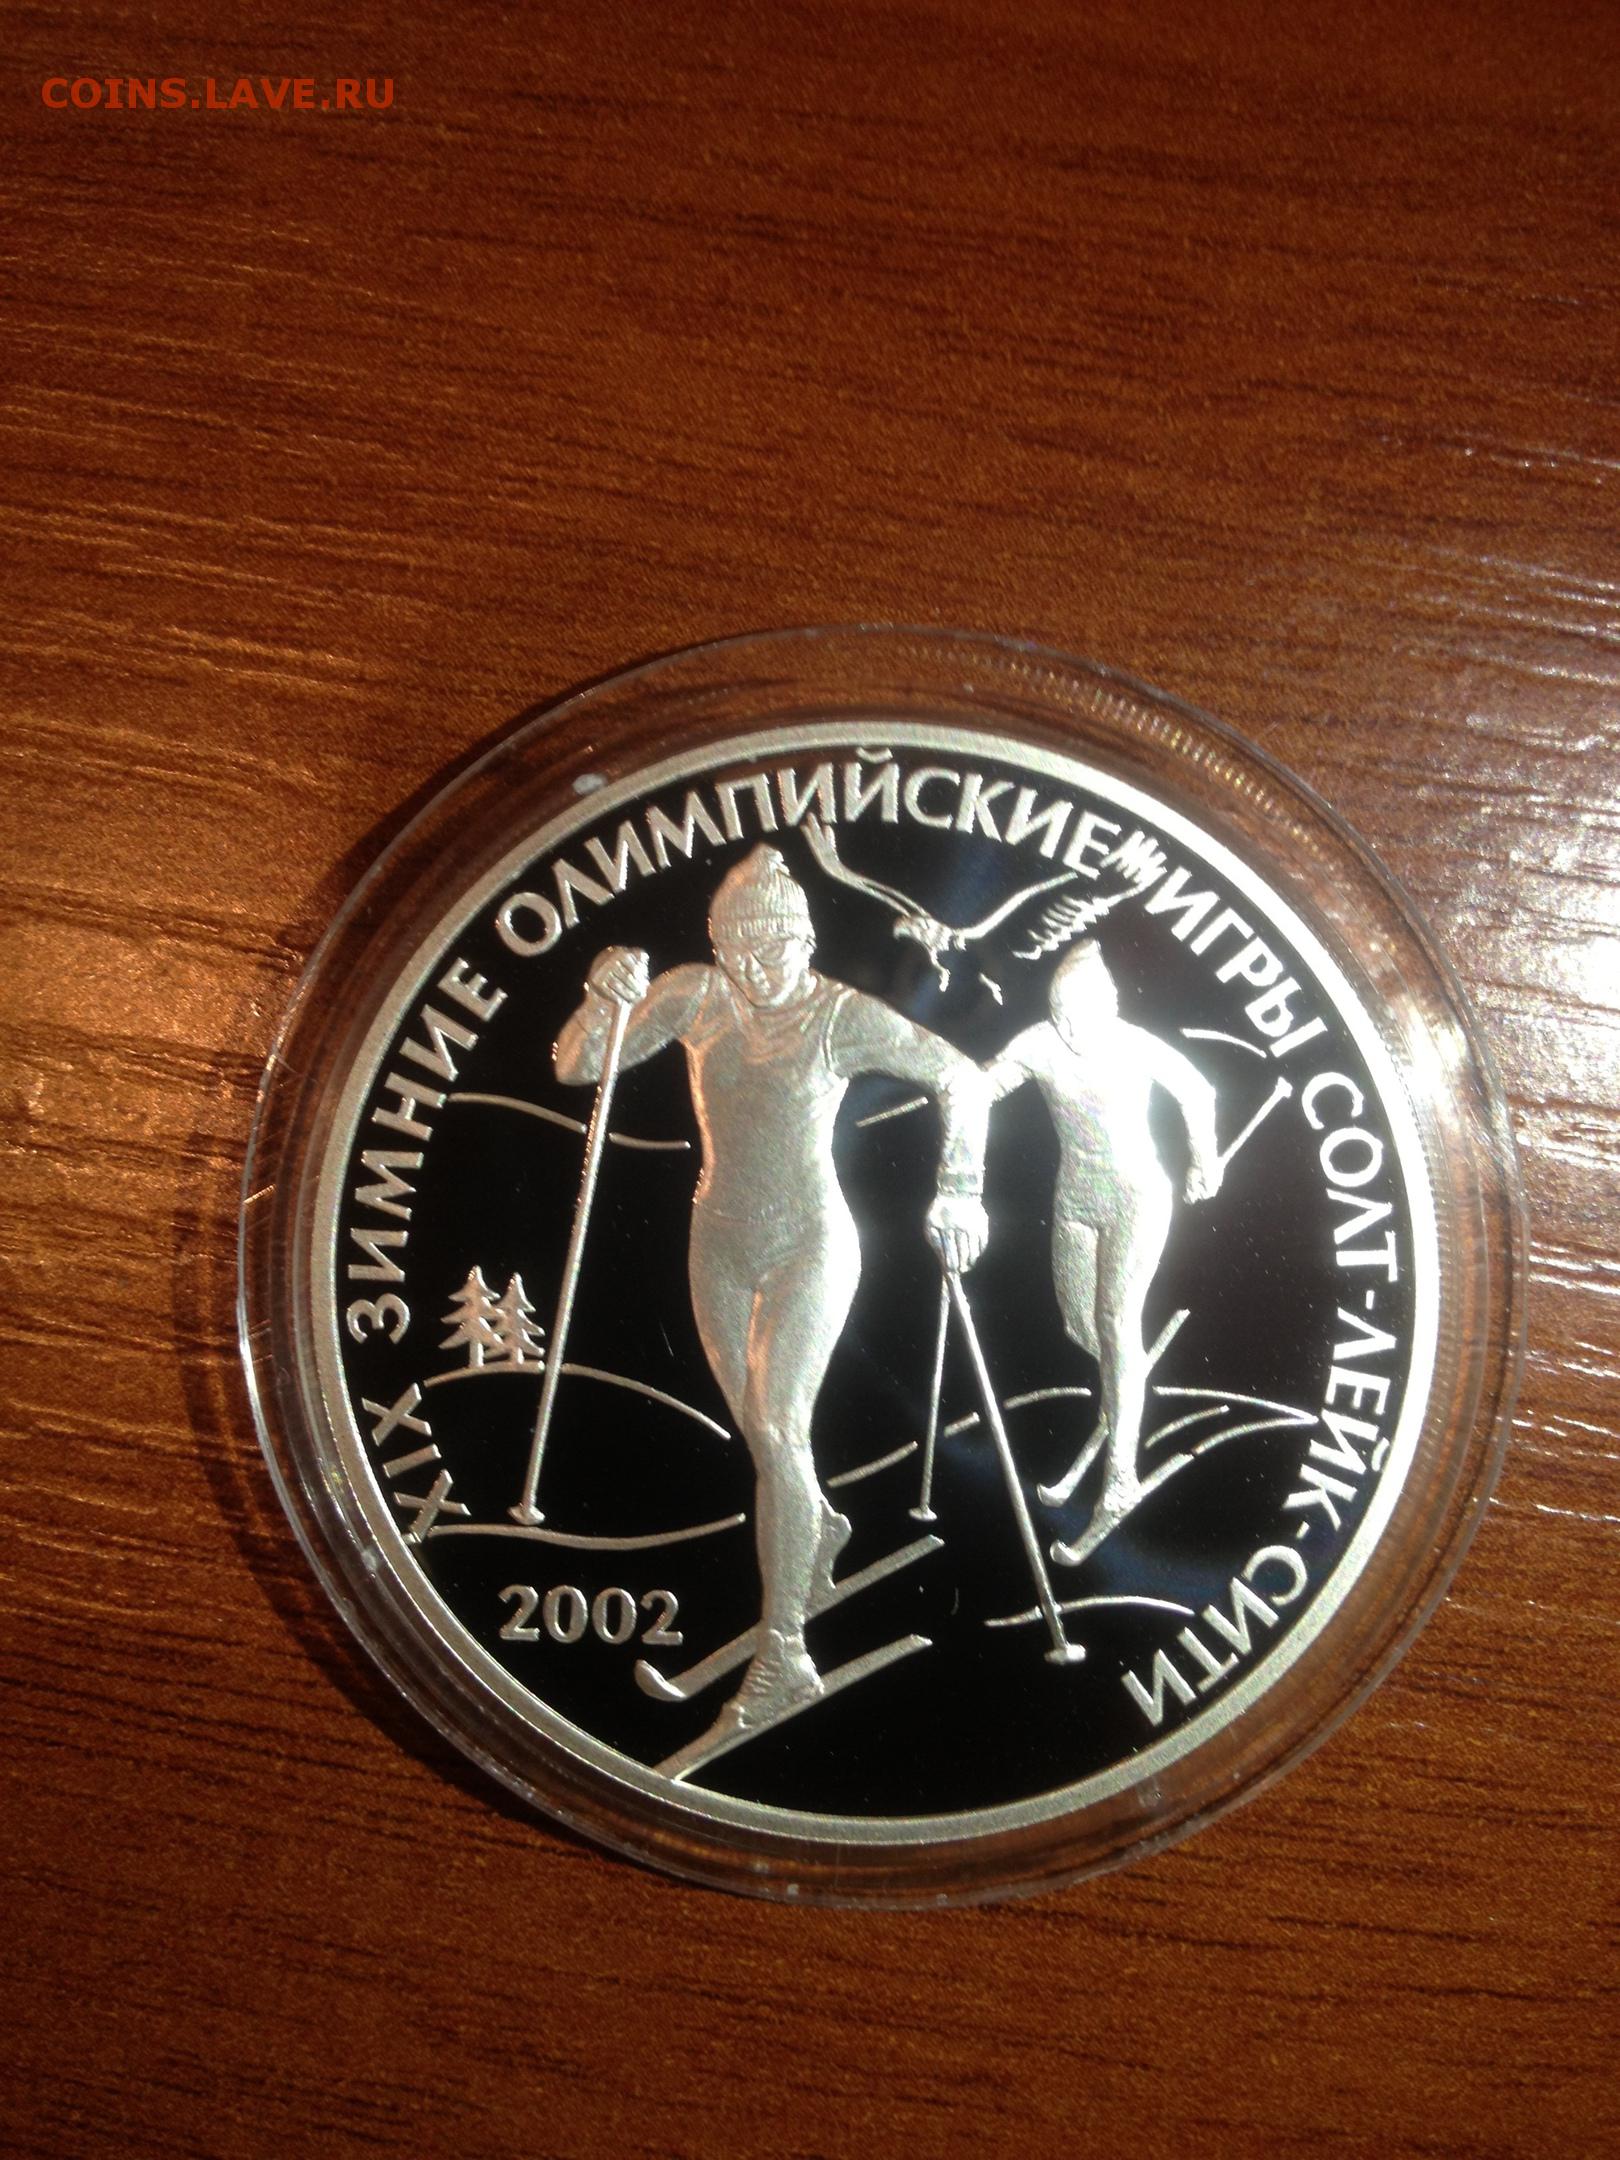 COINS.LAVE.RU
XIX ЗИМНИЕ ОЛИМПИЙСКИЕ ИГРЫ СОЛТ-ЛЕЙК-СИТИ
2002